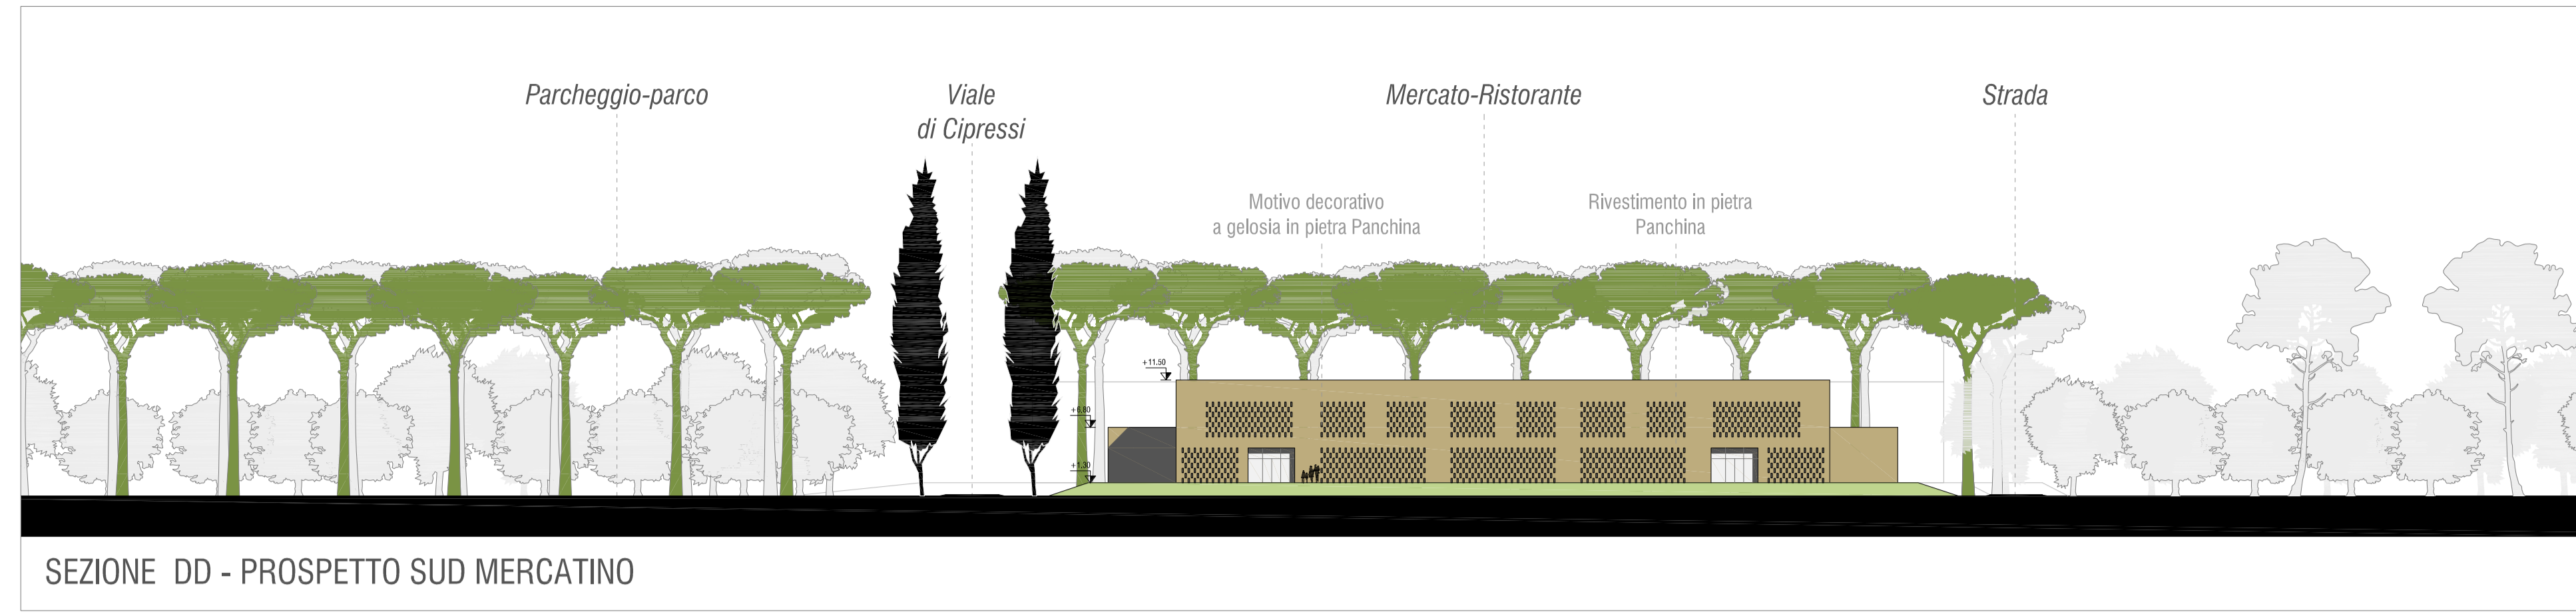 Parcheggio-parco
Viale
di Cipressi
Mercato-Ristorante
Strada
Motivo decorativo
a gelosia in pietra Panchina
Rivestimento in pietra
Panchina
+11.50
+6,80
+1,30
SEZIONE DD - PROSPETTO SUD MERCATINO